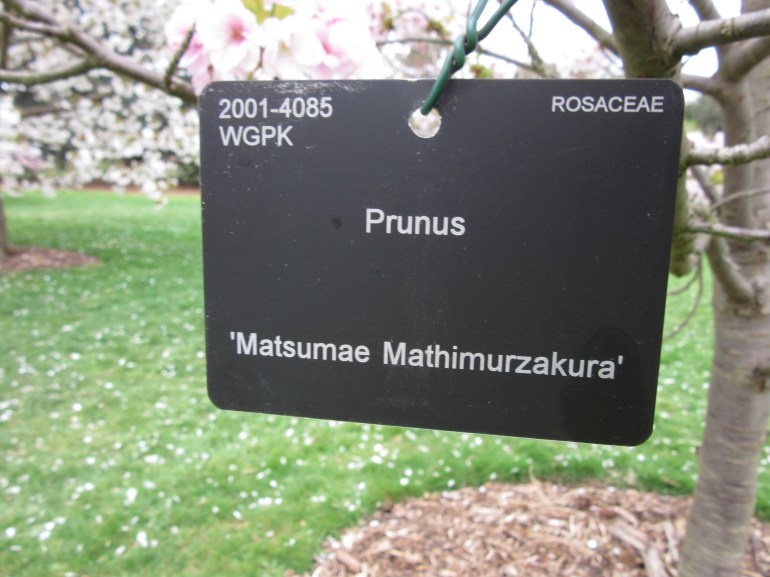 2001-4085 ROSACEAE
WGPK
Prunus
'Matsumae Mathimurzakura'